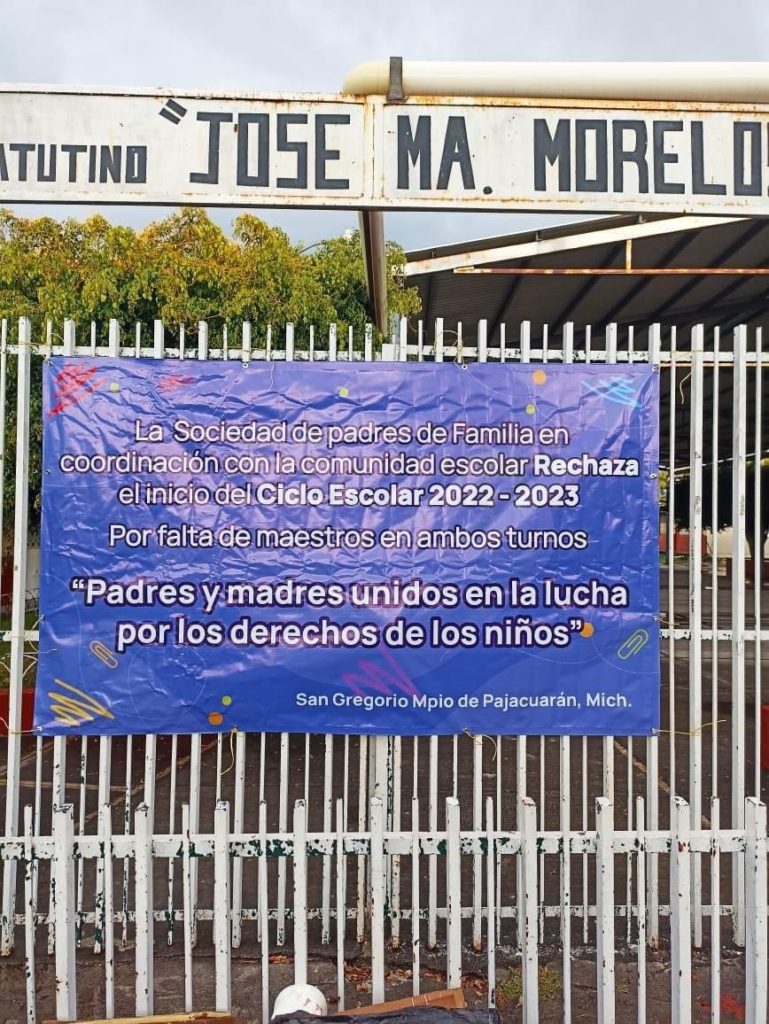 ATUTINO "JOSE MA. MORELOS
La Sociedad de padres de Familia en
coordinación con la comunidad escolar Rechaza
el inicio del Ciclo Escolar 2022 - 2023
Por falta de maestros en ambos turnos
“Padres y madres unidos en la lucha
por los derechos de los niños”
San Gregorio Mpio de Pajacuarán, Mich.